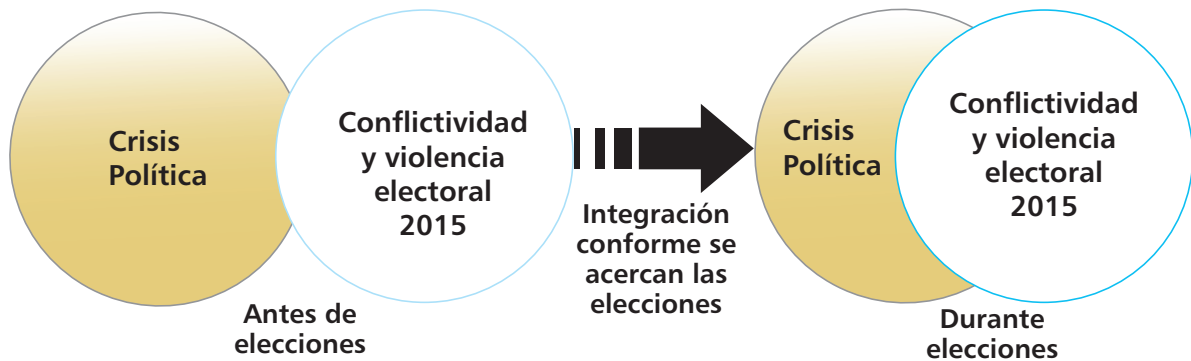 Crisis
Política
Conflictividad
y violencia
electoral
2015
Antes de
elecciones
Integración
conforme se
acercan las
elecciones
Crisis
Política
Conflictividad
y violencia
electoral
2015
Durante
elecciones